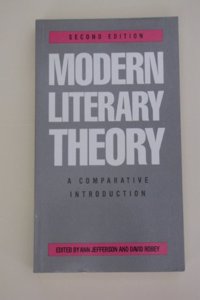 SECOND EDITION
MODERN
LITERARY
THEORY
A COMPARATIVE
INTRODUCTION
EDITED BY ANN JEFFERSON AND DAVID ROBEY